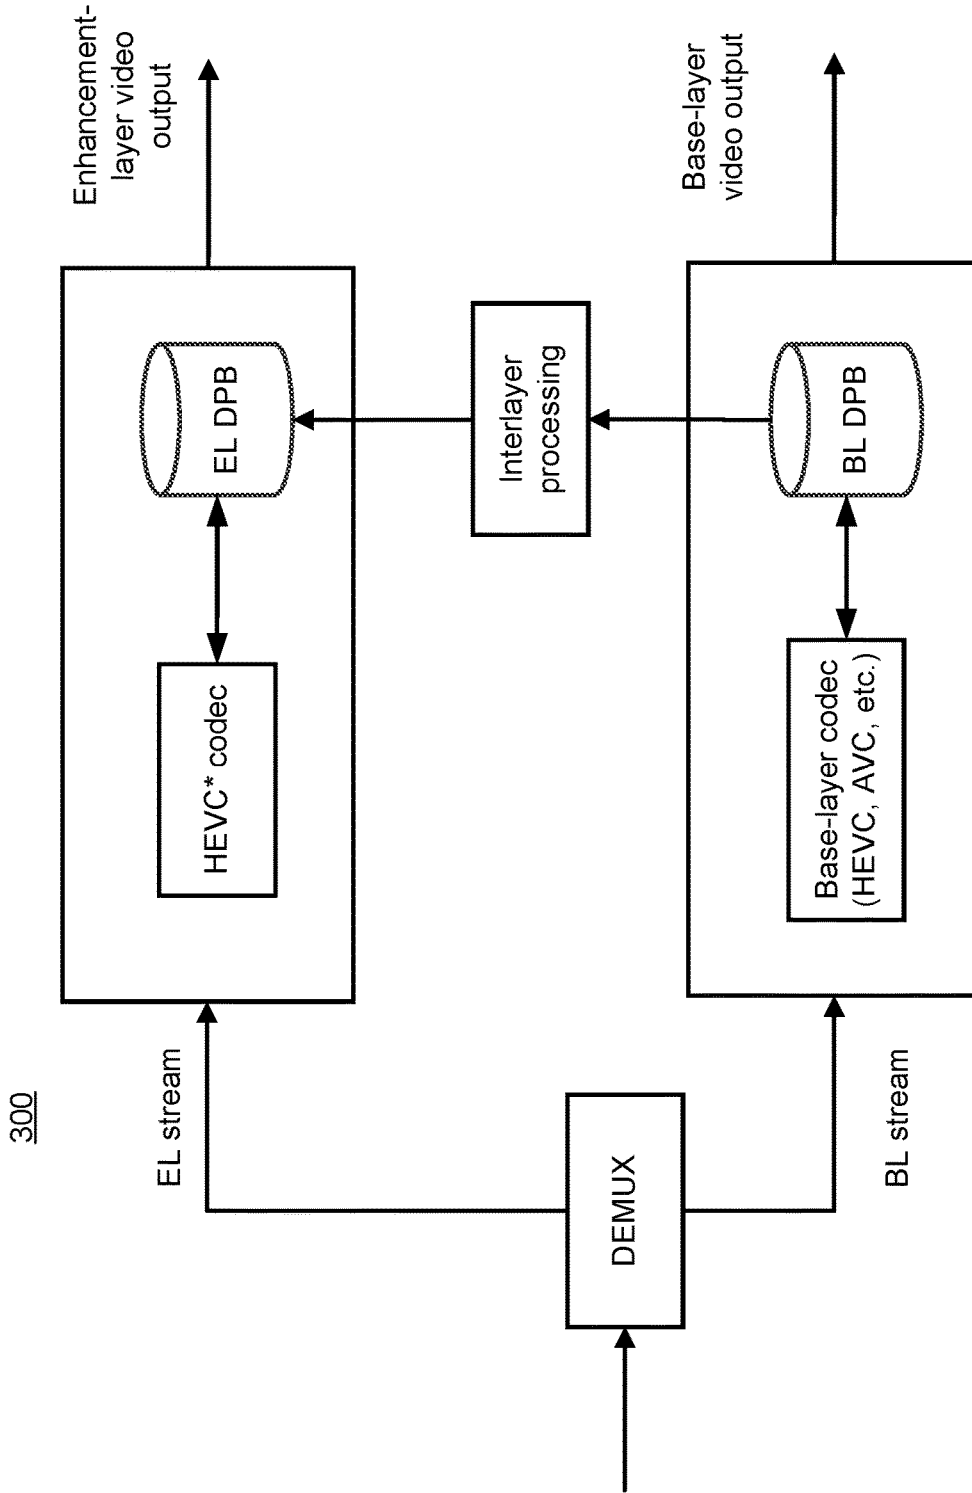 300
Enhancement-
layer video
output
EL stream
HEVC* codec
EL DPB
Interlayer
processing
DEMUX
Base-layer
video output
BL stream
Base-layer codec
(HEVC, AVC, etc.)
BL DPB